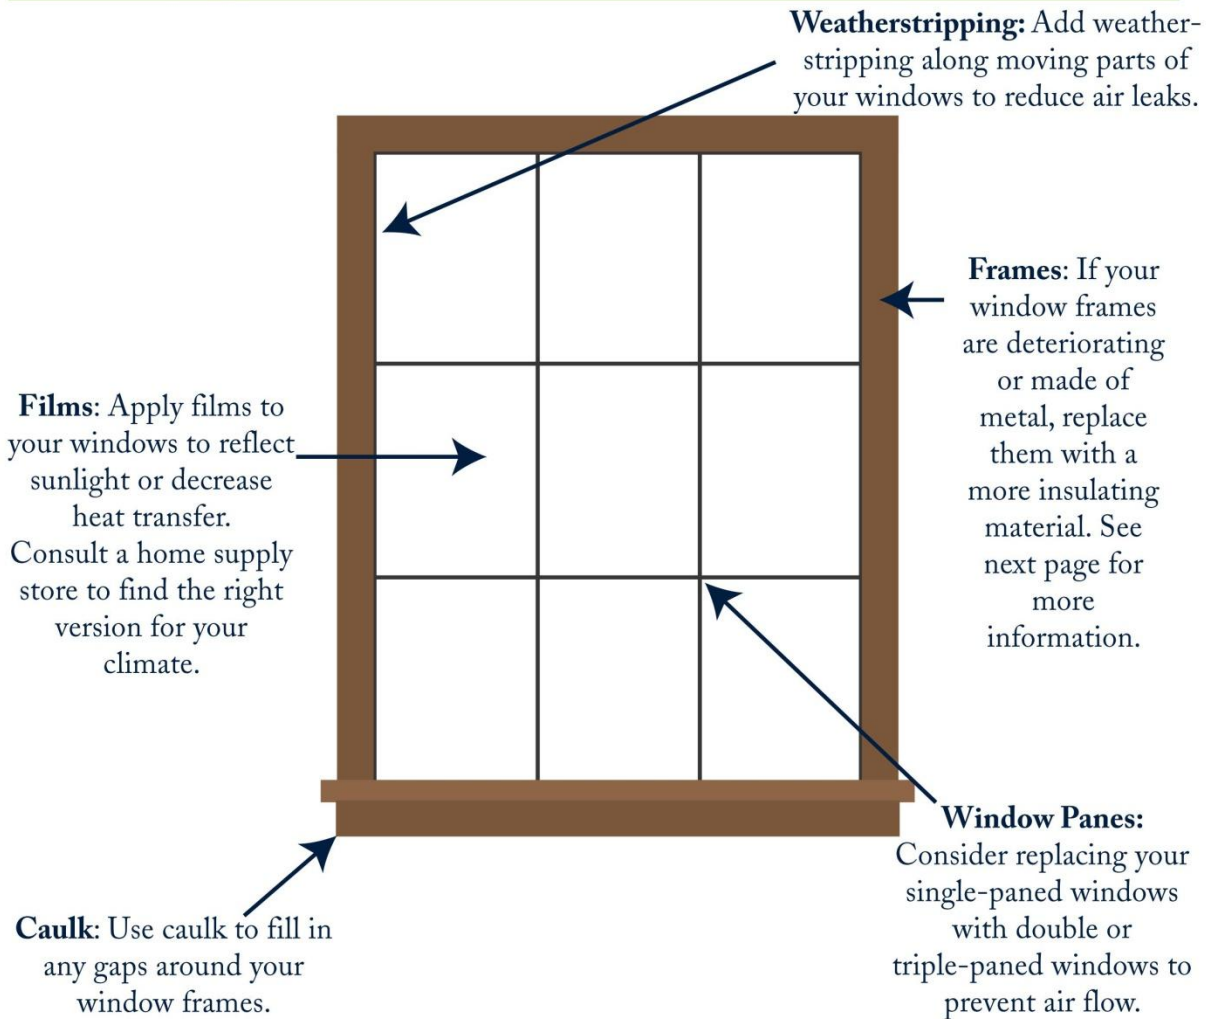 Weatherstripping: Add weather-
stripping along moving parts of
your windows to reduce air leaks.
Frames: If your
window frames
are deteriorating
or made of
metal, replace
them with a
more insulating
material. See
next page for
more
information.
Films: Apply films to
your windows to reflect
sunlight or decrease
heat transfer.
Consult a home supply
store to find the right
version for your
climate.
Window Panes:
Consider replacing your
single-paned windows
with double or
triple-paned windows to
prevent air flow.
Caulk: Use caulk to fill in
any gaps around your
window frames.